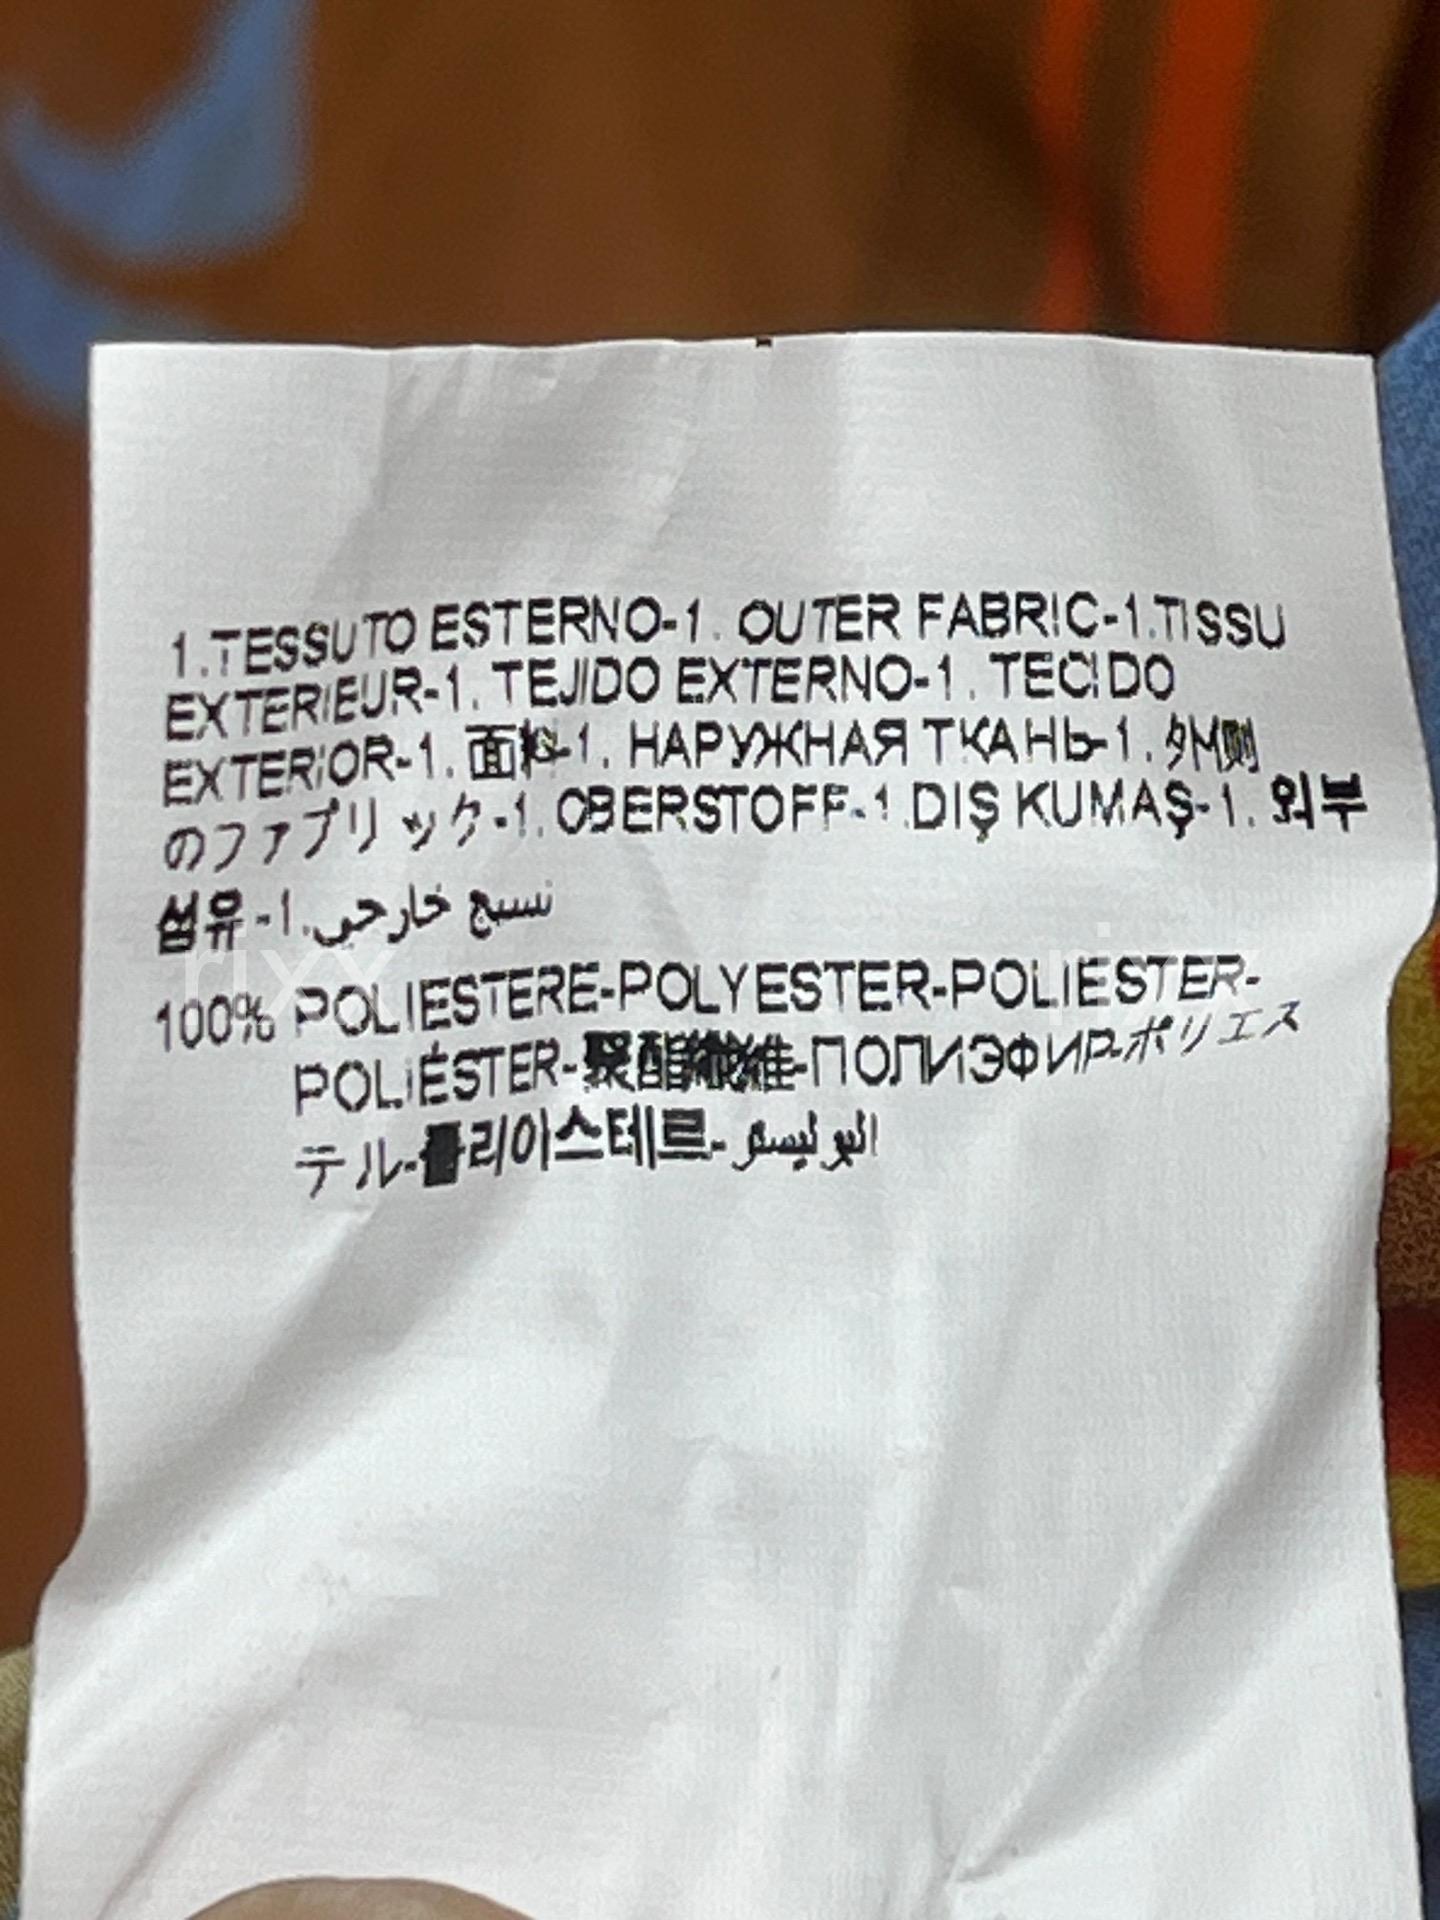 1.TESSUTO ESTERNO-1. OUTER FABRIC-1.TISSU
EXTERIEUR-1. TEJIDO EXTERNO-1. TECIDO
EXTERIOR-1. 面料-1. НАРУЖНАЯ ТКАНЬ-1. 外側
のファブリック-1. OBERSTOFF-1.DIŞ KUMAŞ-1. 외부
섬유-1. نسيج خارجي
100% POLIESTERE-POLYESTER-POLIESTER-
POLIÉSTER-聚酯纖維-ПОЛИЭФИР-ポリエス
テル-폴리이스테르-
rixx